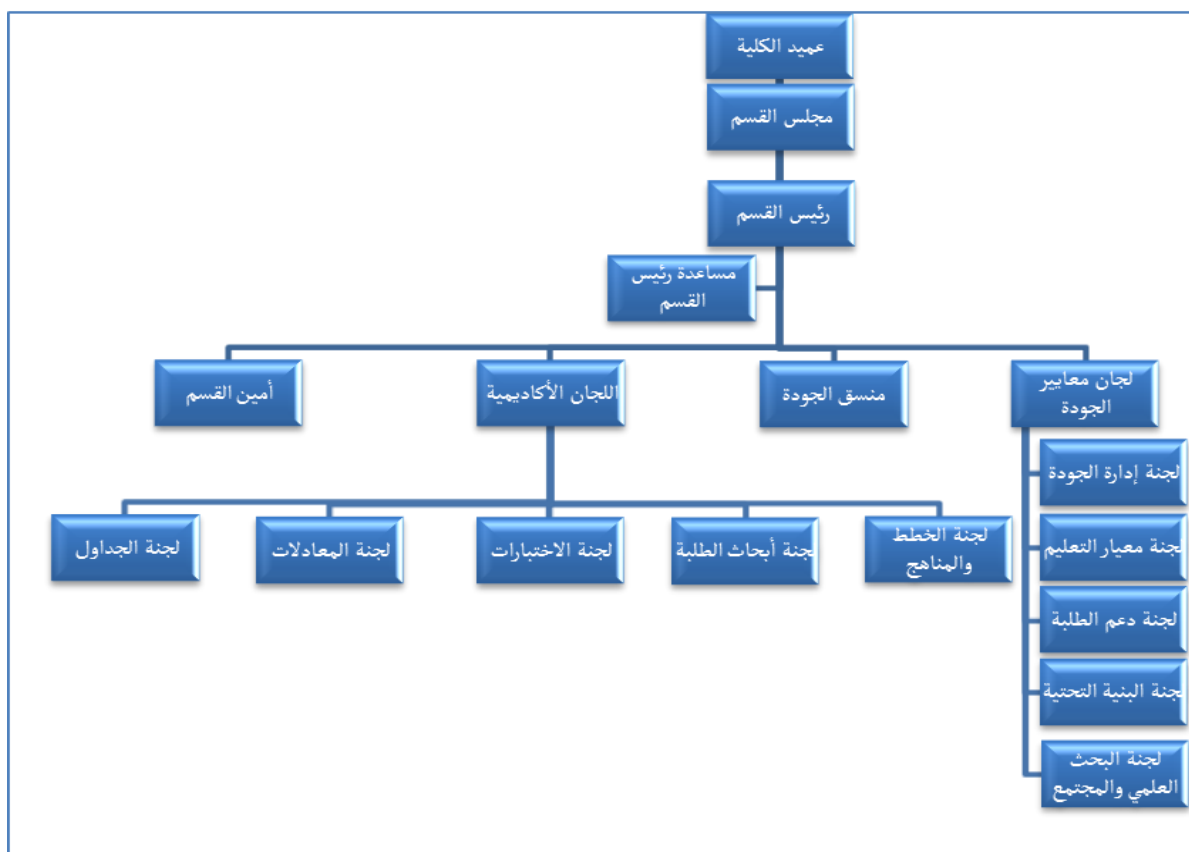 عميد الكلية
مجلس القسم
رئيس القسم
مساعدة رئيس
القسم
لجان معايير
الجودة
منسق الجودة
اللجان الأكاديمية
أمين القسم
لجنة إدارة الجودة
لجنة معيار التعليم
لجنة دعم الطلبة
لجنة البنية التحتية
لجنة البحث
العلمي والمجتمع
لجنة الخطط
والمناهج
لجنة أبحاث الطلبة
لجنة الاختبارات
لجنة المعادلات
لجنة الجداول